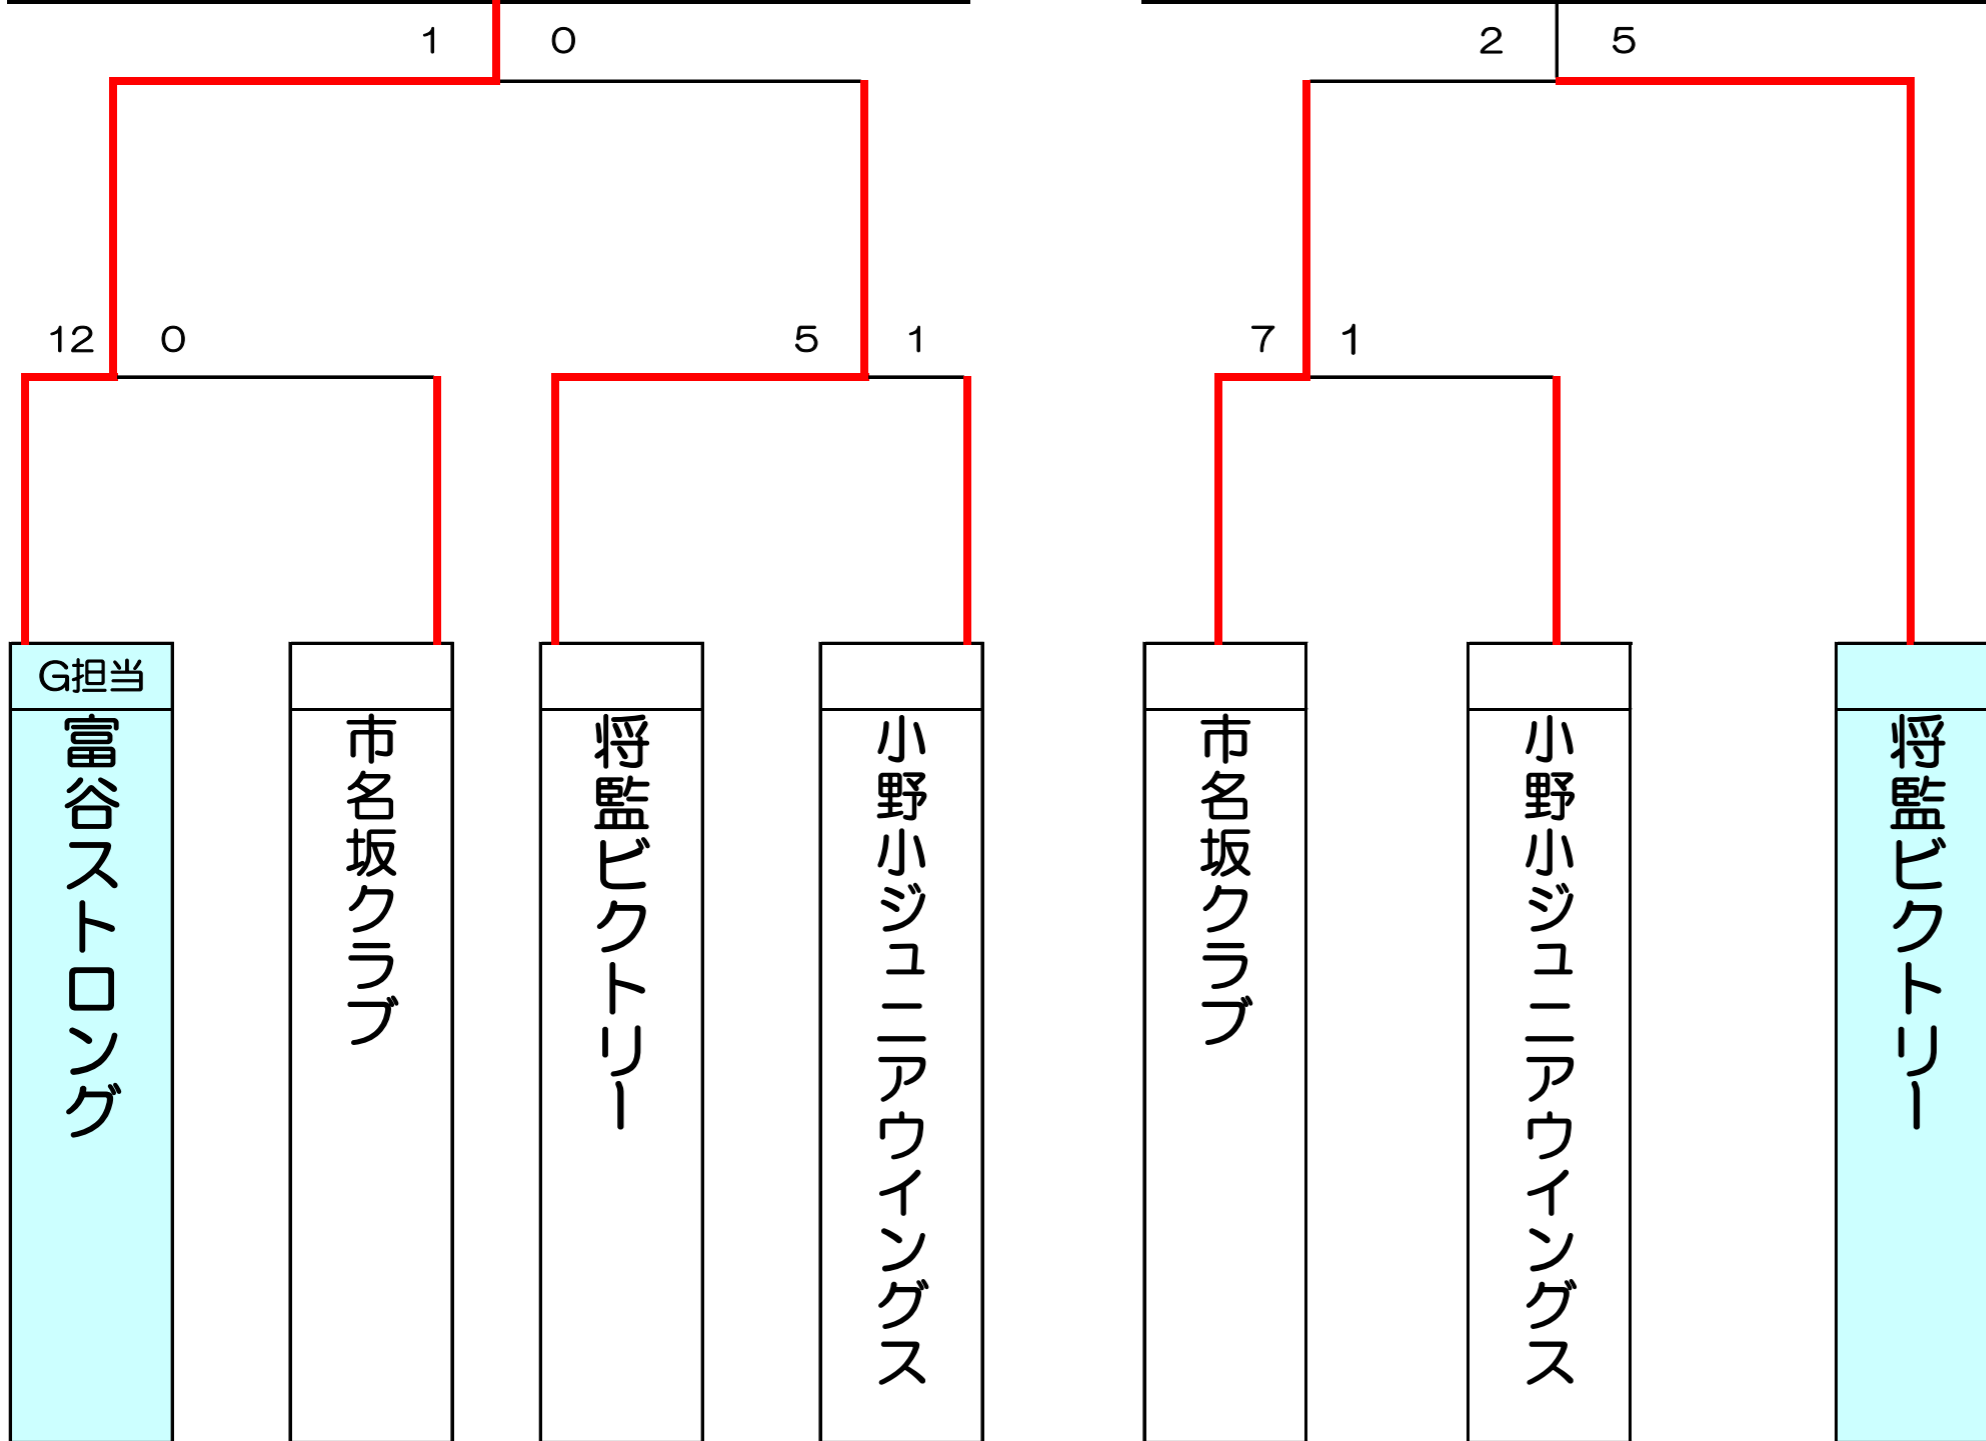 1 0
2 5
12 0
5 1
7 1
G担当
富谷ストロング
市名坂クラブ
将監ビクトリー
小野小ジュニアウイングス
市名坂クラブ
小野小ジュニアウイングス
将監ビクトリー